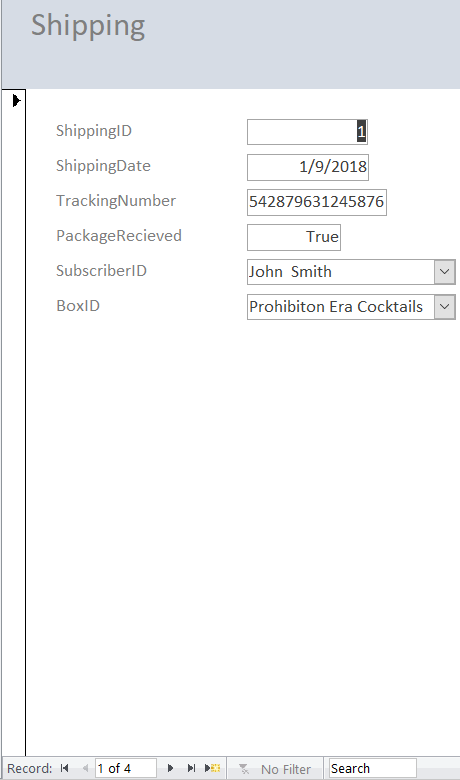 Shipping
ShippingID 1
ShippingDate 1/9/2018
TrackingNumber 542879631245876
PackageRecieved True
SubscriberID John  Smith
BoxID Prohibiton Era Cocktails
Record: 1 of 4 No Filter Search